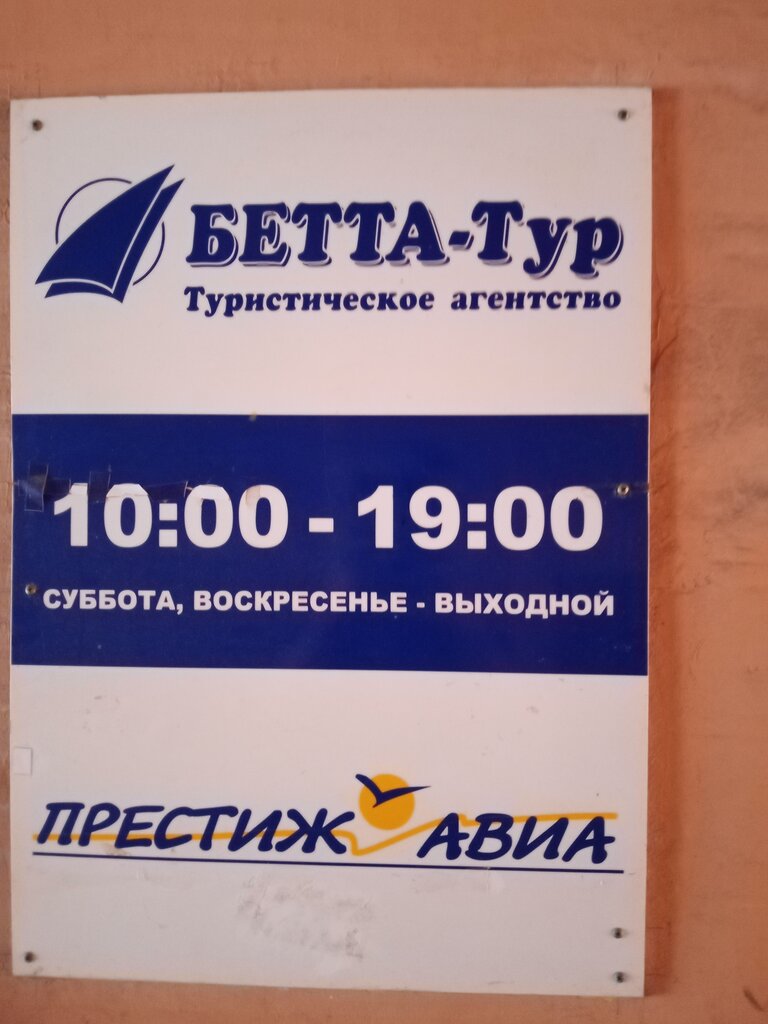 БЕТТА-Тур
Туристическое агентство
10:00 - 19:00
СУББОТА, ВОСКРЕСЕНЬЕ - ВЫХОДНОЙ
ПРЕСТИЖ АВИА